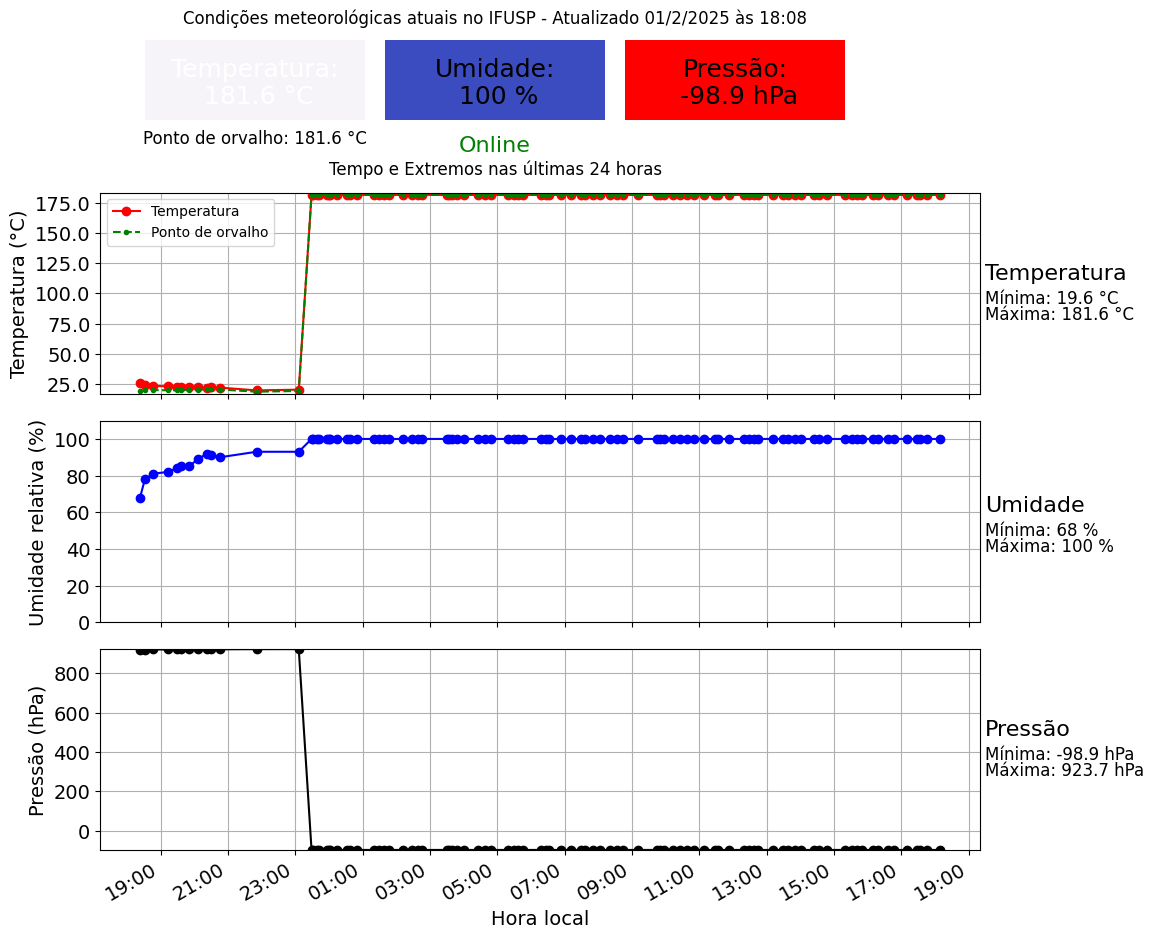 Condições meteorológicas atuais no IFUSP - Atualizado 01/2/2025 às 18:08
Temperatura:
181.6 °C
Umidade:
100 %
Pressão:
-98.9 hPa
Ponto de orvalho: 181.6 °C
Online
Tempo e Extremos nas últimas 24 horas
Temperatura (°C)
175.0
150.0
125.0
100.0
75.0
50.0
25.0
Temperatura
Ponto de orvalho
Temperatura
Mínima: 19.6 °C
Máxima: 181.6 °C
Umidade relativa (%)
100
80
60
40
20
0
Umidade
Mínima: 68 %
Máxima: 100 %
Pressão (hPa)
800
600
400
200
0
Pressão
Mínima: -98.9 hPa
Máxima: 923.7 hPa
19:00 21:00 23:00 01:00 03:00 05:00 07:00 09:00 11:00 13:00 15:00 17:00 19:00
Hora local